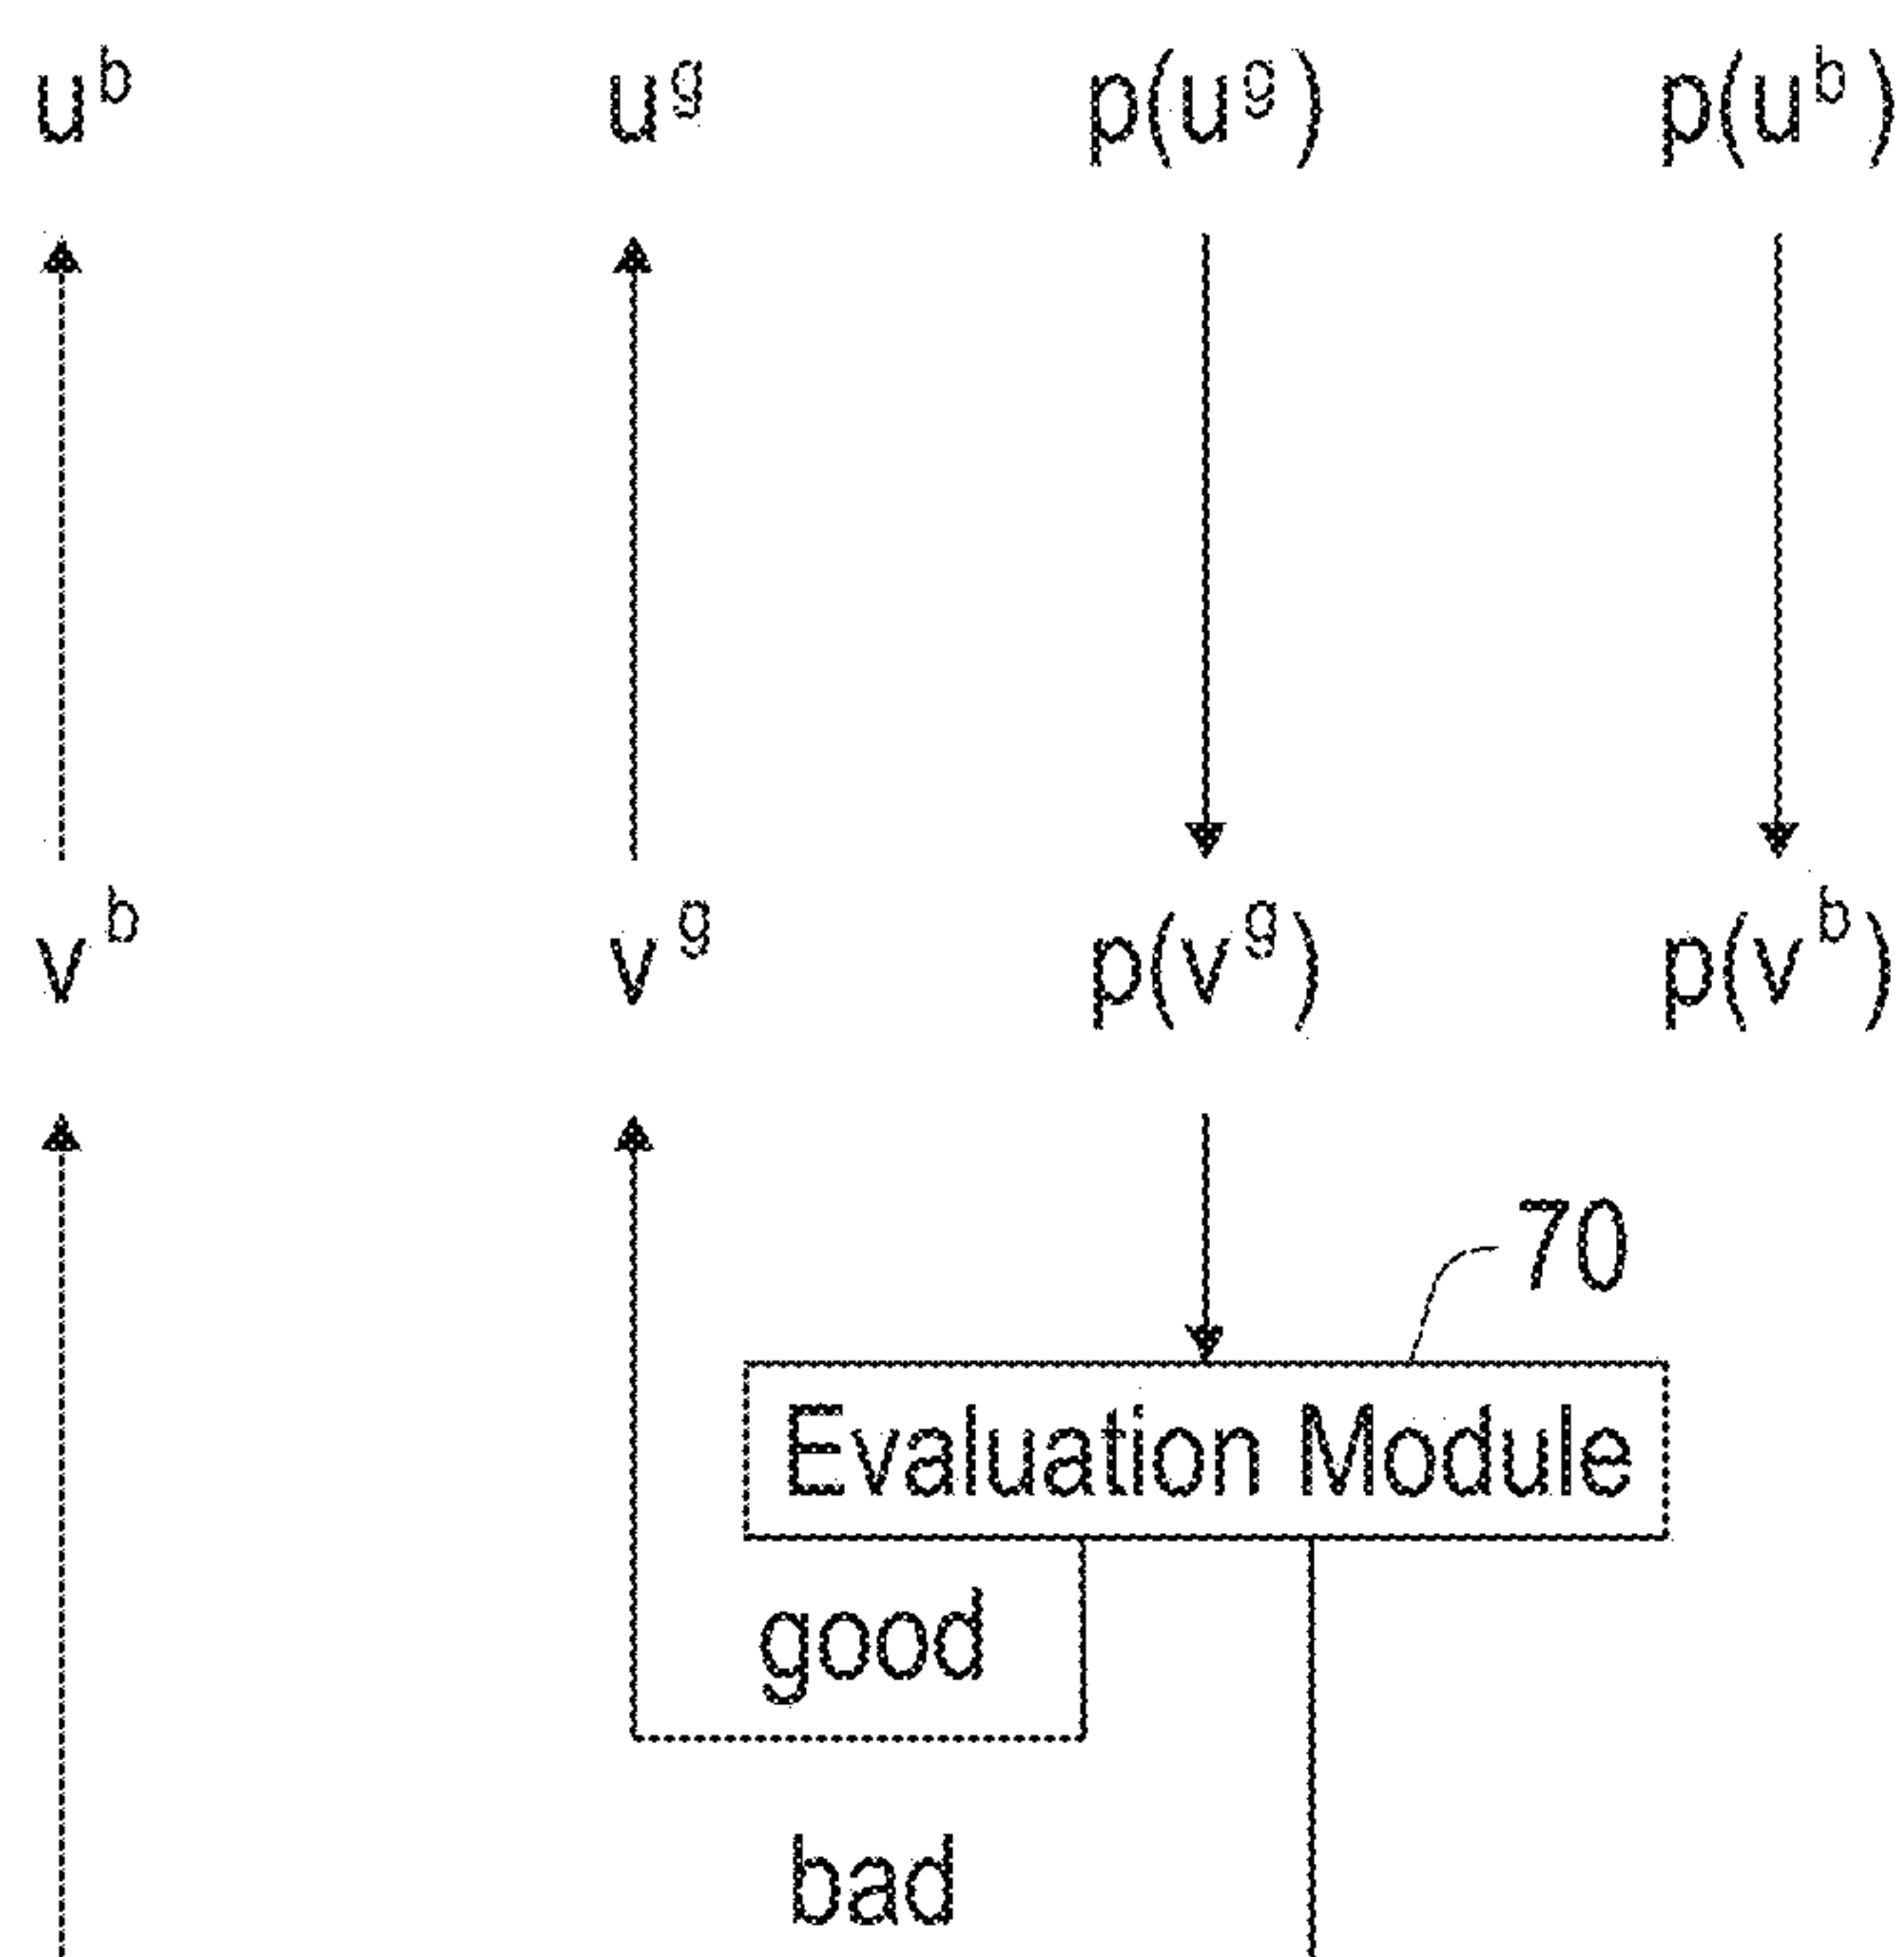 u^b u^g p(u^g) p(u^b)
v^b v^g p(v^g) p(v^b)
70
Evaluation Module
good
bad